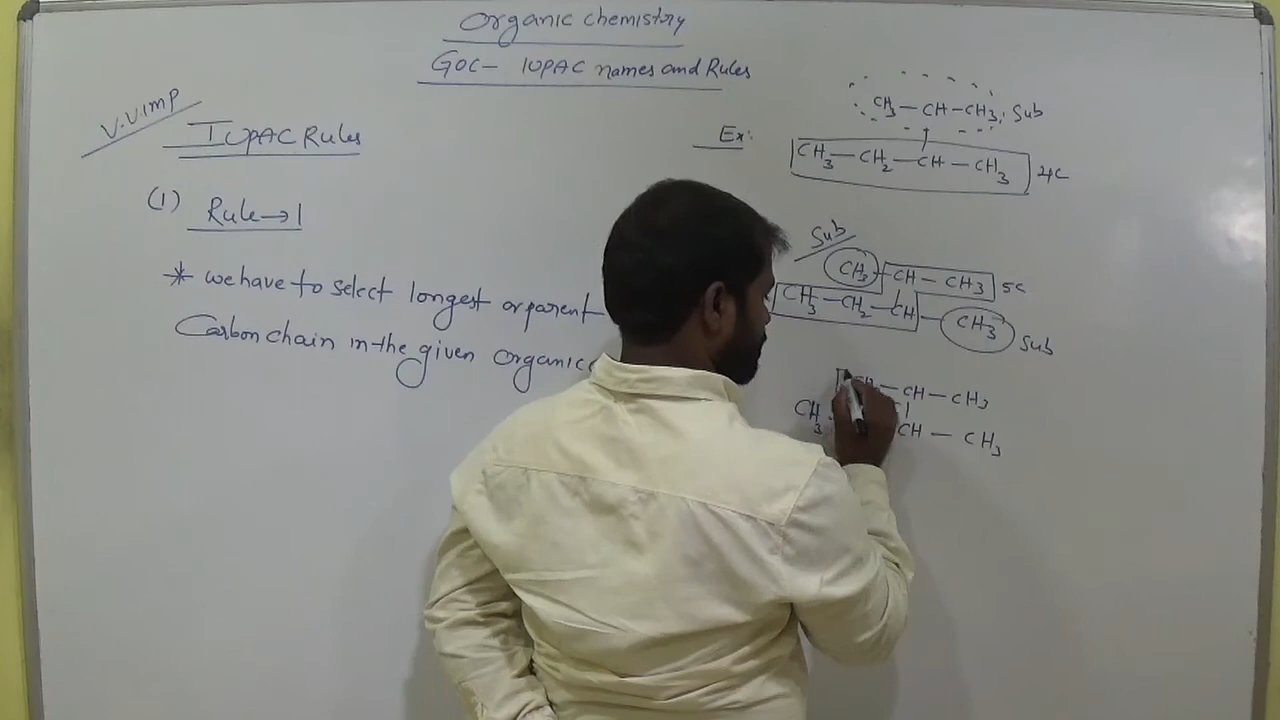 Organic chemistry
GOC- IUPAC names and Rules
V.V IMP
IUPAC Rules
(1) Rule→1
* we have to select longest or parent
Carbon chain in the given organic
Ex:
CH3-CH-CH3, Sub
CH3-CH2-CH-CH3 4C
Sub
CH3-CH-CH3 5C
CH3-CH2-CH-CH3 Sub
-CH-CH3
CH3 CH-CH3